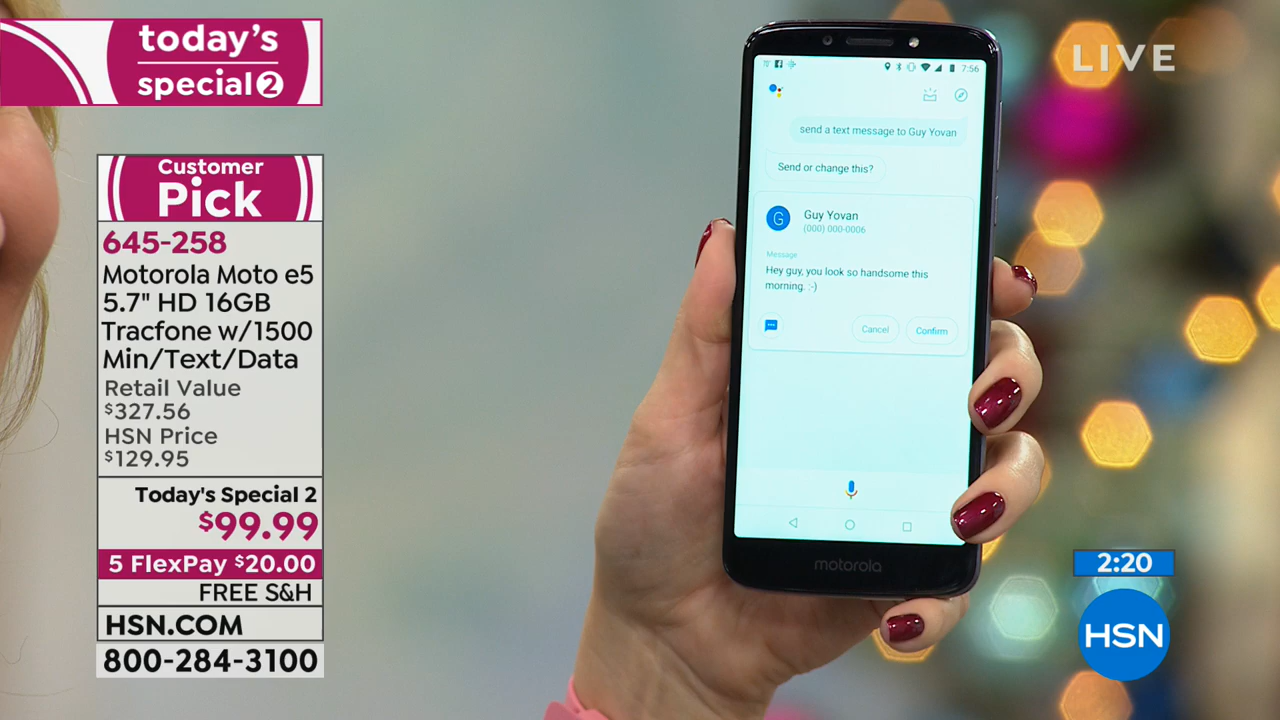 today's
special 2
Customer
Pick
645-258
Motorola Moto e5
5.7" HD 16GB
Tracfone w/1500
Min/Text/Data
Retail Value
$327.56
HSN Price
$129.95
Today's Special 2
$99.99
5 FlexPay $20.00
FREE S&H
HSN.COM
800-284-3100
7:56
send a text message to Guy Yovan
Send or change this?
G
Guy Yovan
(000) 000-0006
Message
Hey guy, you look so handsome this
morning. :-)
Cancel
Confirm
motorola
LIVE
2:20
HSN